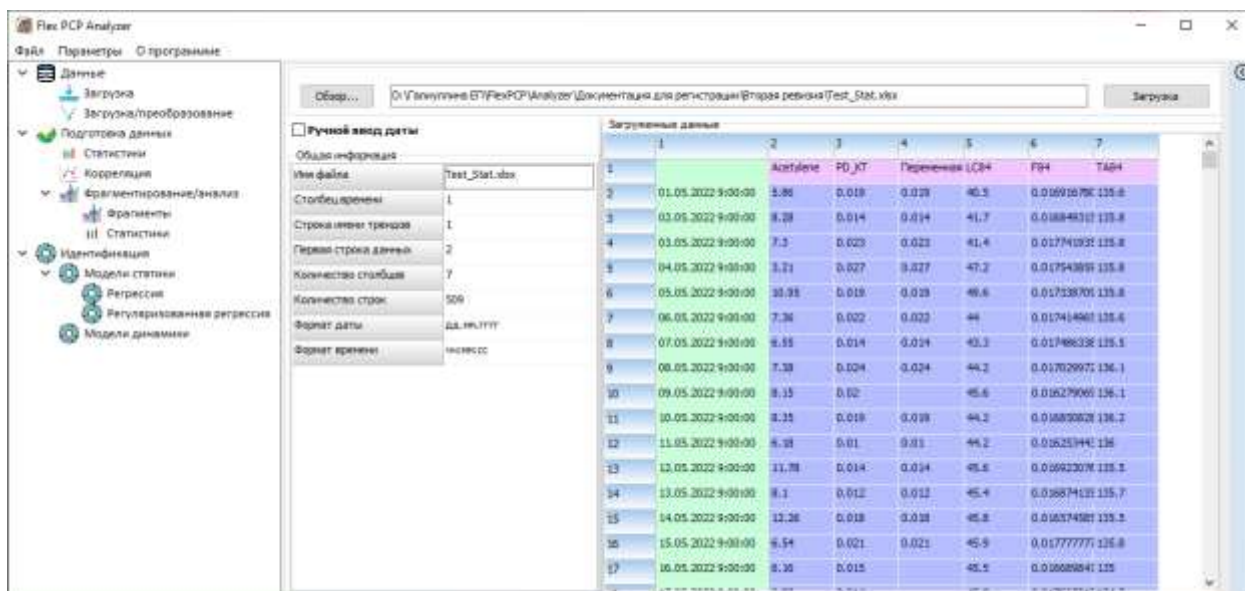 Flex PCP Analyzer
Файл Параметры О программе
Данные
Загрузка
Загрузка/преобразование
Подготовка данных
Статистики
Корреляция
Фрагментирование/анализ
Фрагменты
Статистики
Идентификация
Модели статики
Регрессия
Регуляризованная регрессия
Модели динамики
Обзор... Test_Stat.xlsx Загрузка
Ручной ввод даты
Общая информация
Имя файла Test_Stat.xlsx
Столбец времени 1
Строка имени трендов 1
Первая строка данных 2
Количество столбцов 7
Количество строк 509
Формат даты дд.мм.гггг
Формат времени
Загруженные данные
1 2 3 4 5 6 7
1 Acetylene PD_KT Переменная LC84 F84 TA84
2 01.05.2022 9:00:00 5.86 0.019 0.019 40.5 135.6
3 02.05.2022 9:00:00 8.28 0.014 0.014 41.7 135.8
4 03.05.2022 9:00:00 7.3 0.023 0.023 41.4 135.8
5 04.05.2022 9:00:00 3.21 0.027 0.027 47.2 135.8
6 05.05.2022 9:00:00 10.93 0.019 0.019 135.8
7 06.05.2022 9:00:00 7.36 0.022 0.022 44 135.6
8 07.05.2022 9:00:00 6.55 0.014 0.014 43.3 135.5
9 08.05.2022 9:00:00 7.38 0.024 0.024 44.2 136.1
10 09.05.2022 9:00:00 8.15 0.02 45.6 136.1
11 10.05.2022 9:00:00 8.35 0.019 0.019 44.2 136.2
12 11.05.2022 9:00:00 6.18 0.01 0.01 44.2 136
13 12.05.2022 9:00:00 11.78 0.014 0.014 45.6 135.5
14 13.05.2022 9:00:00 8.1 0.012 0.012 45.4 135.7
15 14.05.2022 9:00:00 12.26 0.018 0.018 45.8 135.5
16 15.05.2022 9:00:00 6.54 0.021 0.021 45.9 135.8
17 16.05.2022 9:00:00 0.015 45.5 135